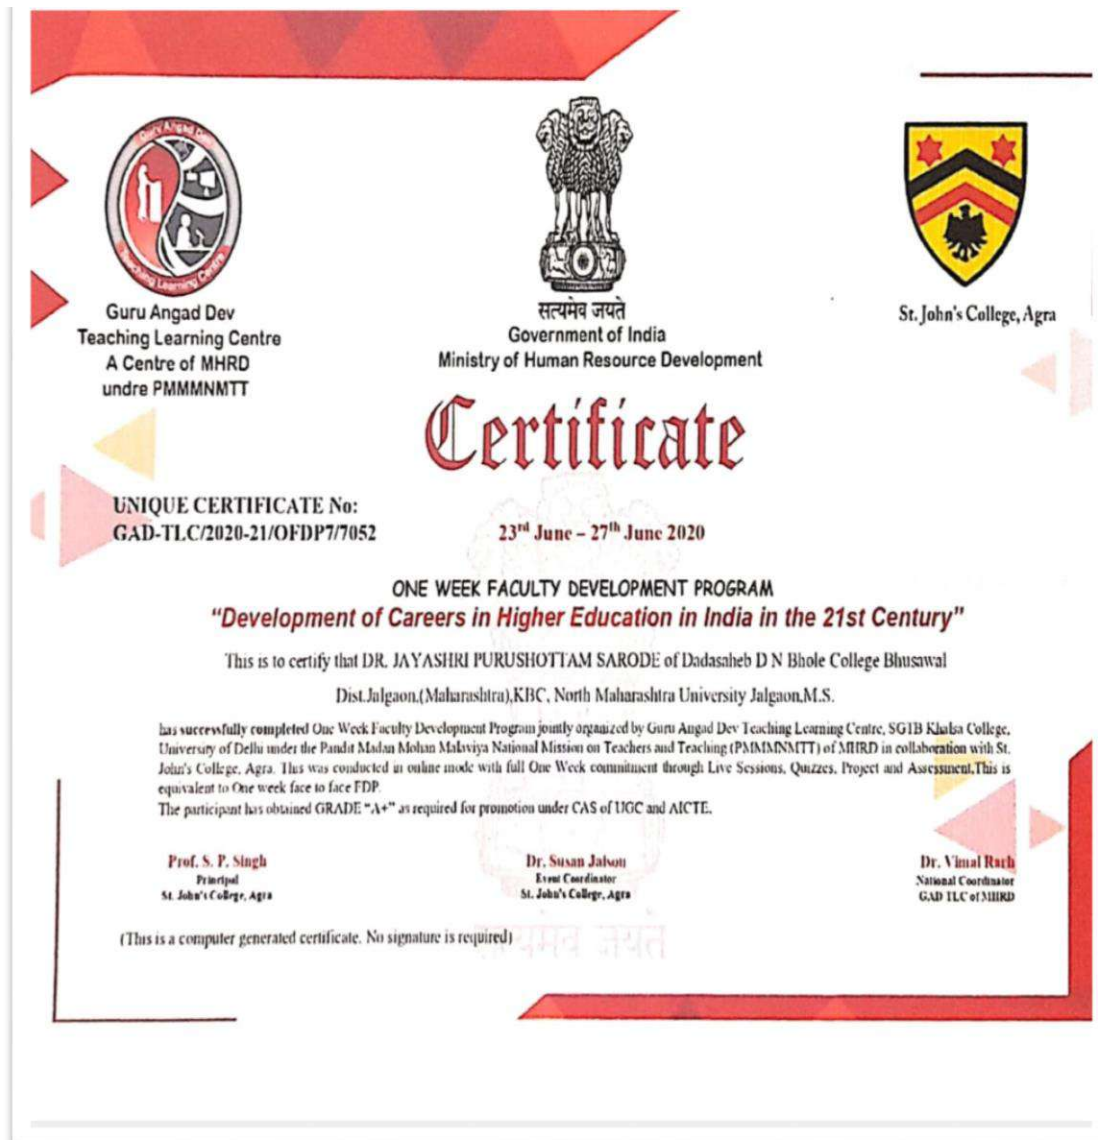 Guru Angad Dev
Teaching Learning Centre
Guru Angad Dev
Teaching Learning Centre
A Centre of MHRD
undre PMMMNMTT
सत्यमेव जयते
Government of India
Ministry of Human Resource Development
St. John's College, Agra
Certificate
UNIQUE CERTIFICATE No:
GAD-TLC/2020-21/OFDP7/7052
23rd June – 27th June 2020
ONE WEEK FACULTY DEVELOPMENT PROGRAM
“Development of Careers in Higher Education in India in the 21st Century”
This is to certify that DR. JAYASHRI PURUSHOTTAM SARODE of Dadasaheb D N Bhole College Bhusawal
Dist.Jalgaon,(Maharashtra),KBC, North Maharashtra University Jalgaon,M.S.
has successfully completed One Week Faculty Development Program jointly organized by Guru Angad Dev Teaching Learning Centre, SGTB Khalsa College,
University of Delhi under the Pandit Madan Mohan Malaviya National Mission on Teachers and Teaching (PMMMNMTT) of MHRD in collaboration with St.
John's College, Agra. This was conducted in online mode with full One Week commitment through Live Sessions, Quizzes, Project and Assessment.This is
equivalent to One week face to face FDP.
The participant has obtained GRADE “A+” as required for promotion under CAS of UGC and AICTE.
Prof. S. P. Singh
Principal
St. John's College, Agra
Dr. Susan
Event Coordinator
St. John's College, Agra
Dr. Vimal
National Coordinator
GAD TLC of MHRD
(This is a computer generated certificate. No signature is required)
सत्यमेव जयते